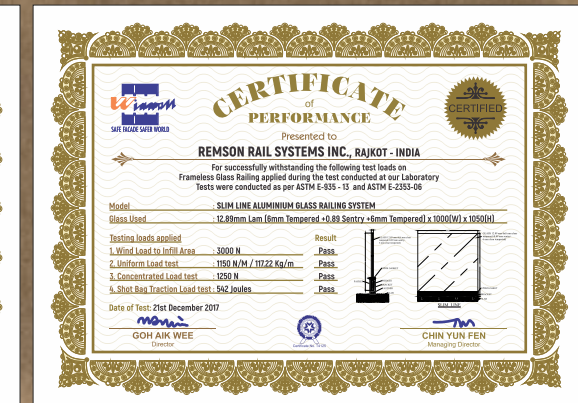 Winwall
SAFE FACADE SAFER WORLD
CERTIFICATE
of
PERFORMANCE
CERTIFIED
Presented to
REMSON RAIL SYSTEMS INC., RAJKOT - INDIA
For successfully withstanding the following test loads on
Frameless Glass Railing applied during the test conducted at our Laboratory
Tests were conducted as per ASTM E-935 - 13 and ASTM E-2353-06
Model : SLIM LINE ALUMINIUM GLASS RAILING SYSTEM
Glass Used : 12.89mm Lam (6mm Tempered +0.89 Sentry +6mm Tempered) x 1000(W) x 1050(H)
Testing loads applied Result
1. Wind Load to Infill Area : 3000 N Pass
2. Uniform Load test : 1150 N/M / 117.22 Kg/m Pass
3. Concentrated Load test : 1250 N Pass
4. Shot Bag Traction Load test : 542 Joules Pass
SLIM LINE
Date of Test: 21st December 2017
GOH AIK WEE
Director
CHIN YUN FEN
Managing Director